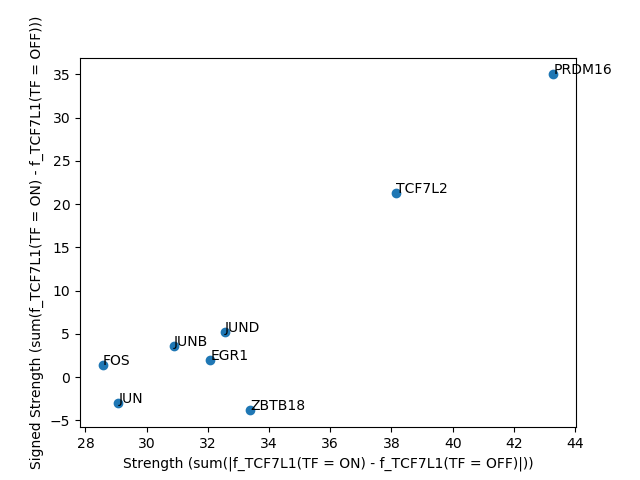 Signed Strength (sum(f_TCF7L1(TF = ON) - f_TCF7L1(TF = OFF)))
35
30
25
20
15
10
5
0
−5
PRDM16
TCF7L2
JUND
JUNB
EGR1
FOS
JUN
ZBTB18
28 30 32 34 36 38 40 42 44
Strength (sum(|f_TCF7L1(TF = ON) - f_TCF7L1(TF = OFF)|))